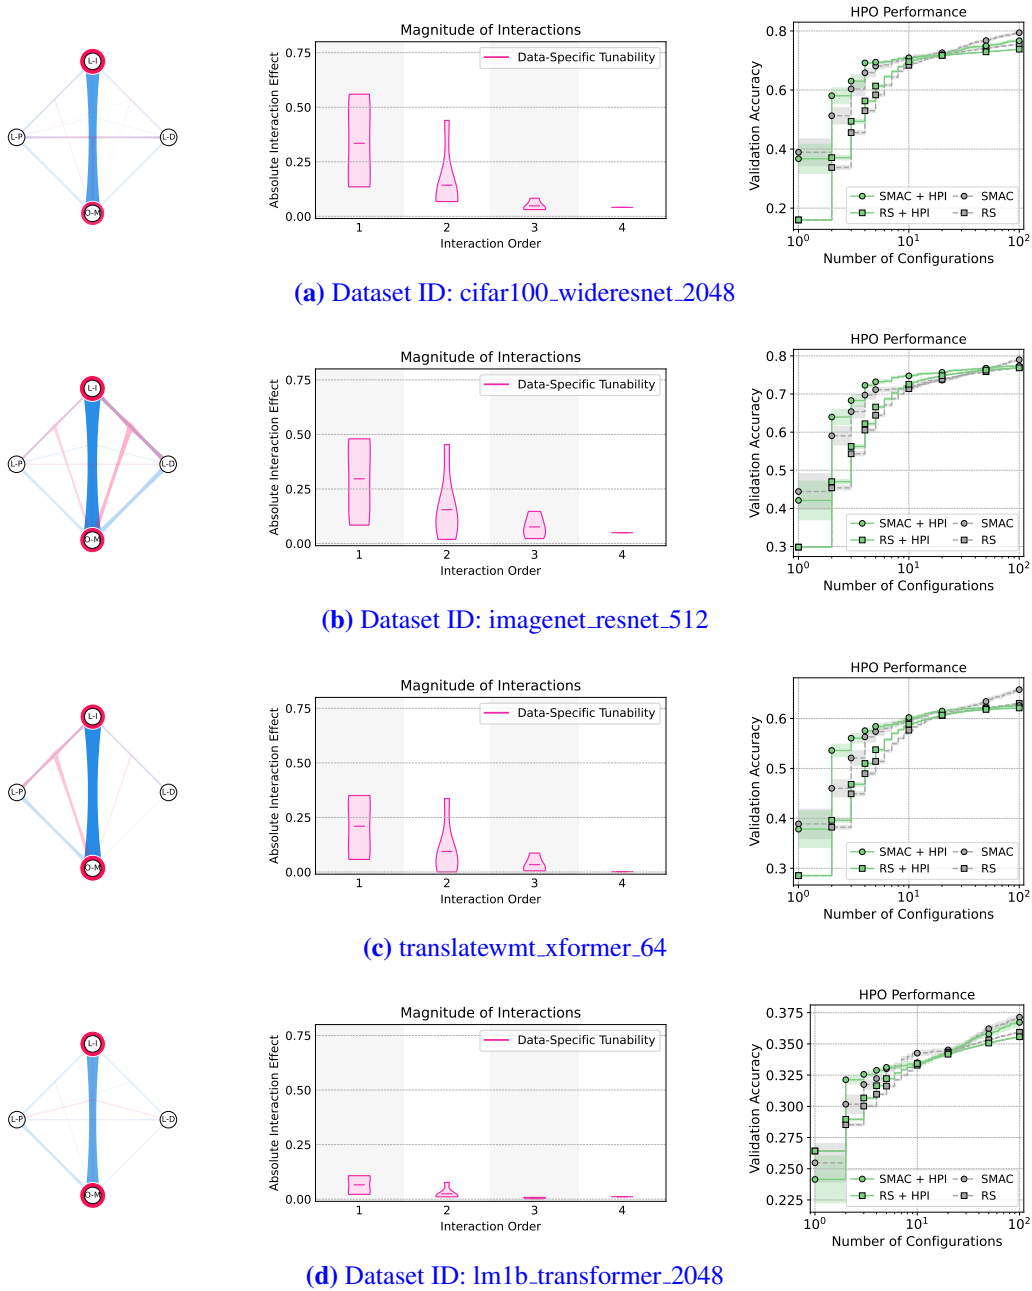 L-I
L-P
L-D
O-M
Magnitude of Interactions
Absolute Interaction Effect
0.75
0.50
0.25
0.00
Data-Specific Tunability
1 2 3 4
Interaction Order
HPO Performance
Validation Accuracy
0.8
0.6
0.4
0.2
SMAC + HPI SMAC
RS + HPI RS
10^0 10^1 10^2
Number of Configurations
(a) Dataset ID: cifar100_wideresnet_2048
L-I
L-P
L-D
O-M
Magnitude of Interactions
Absolute Interaction Effect
0.75
0.50
0.25
0.00
Data-Specific Tunability
1 2 3 4
Interaction Order
HPO Performance
Validation Accuracy
0.8
0.7
0.6
0.5
0.4
0.3
SMAC + HPI SMAC
RS + HPI RS
10^0 10^1 10^2
Number of Configurations
(b) Dataset ID: imagenet_resnet_512
L-I
L-P
L-D
O-M
Magnitude of Interactions
Absolute Interaction Effect
0.75
0.50
0.25
0.00
Data-Specific Tunability
1 2 3 4
Interaction Order
HPO Performance
Validation Accuracy
0.6
0.5
0.4
0.3
SMAC + HPI SMAC
RS + HPI RS
10^0 10^1 10^2
Number of Configurations
(c) translatewmt_xformer_64
L-I
L-P
L-D
O-M
Magnitude of Interactions
Absolute Interaction Effect
0.75
0.50
0.25
0.00
Data-Specific Tunability
1 2 3 4
Interaction Order
HPO Performance
Validation Accuracy
0.375
0.350
0.325
0.300
0.275
0.250
0.225
SMAC + HPI SMAC
RS + HPI RS
10^0 10^1 10^2
Number of Configurations
(d) Dataset ID: lm1b_transformer_2048